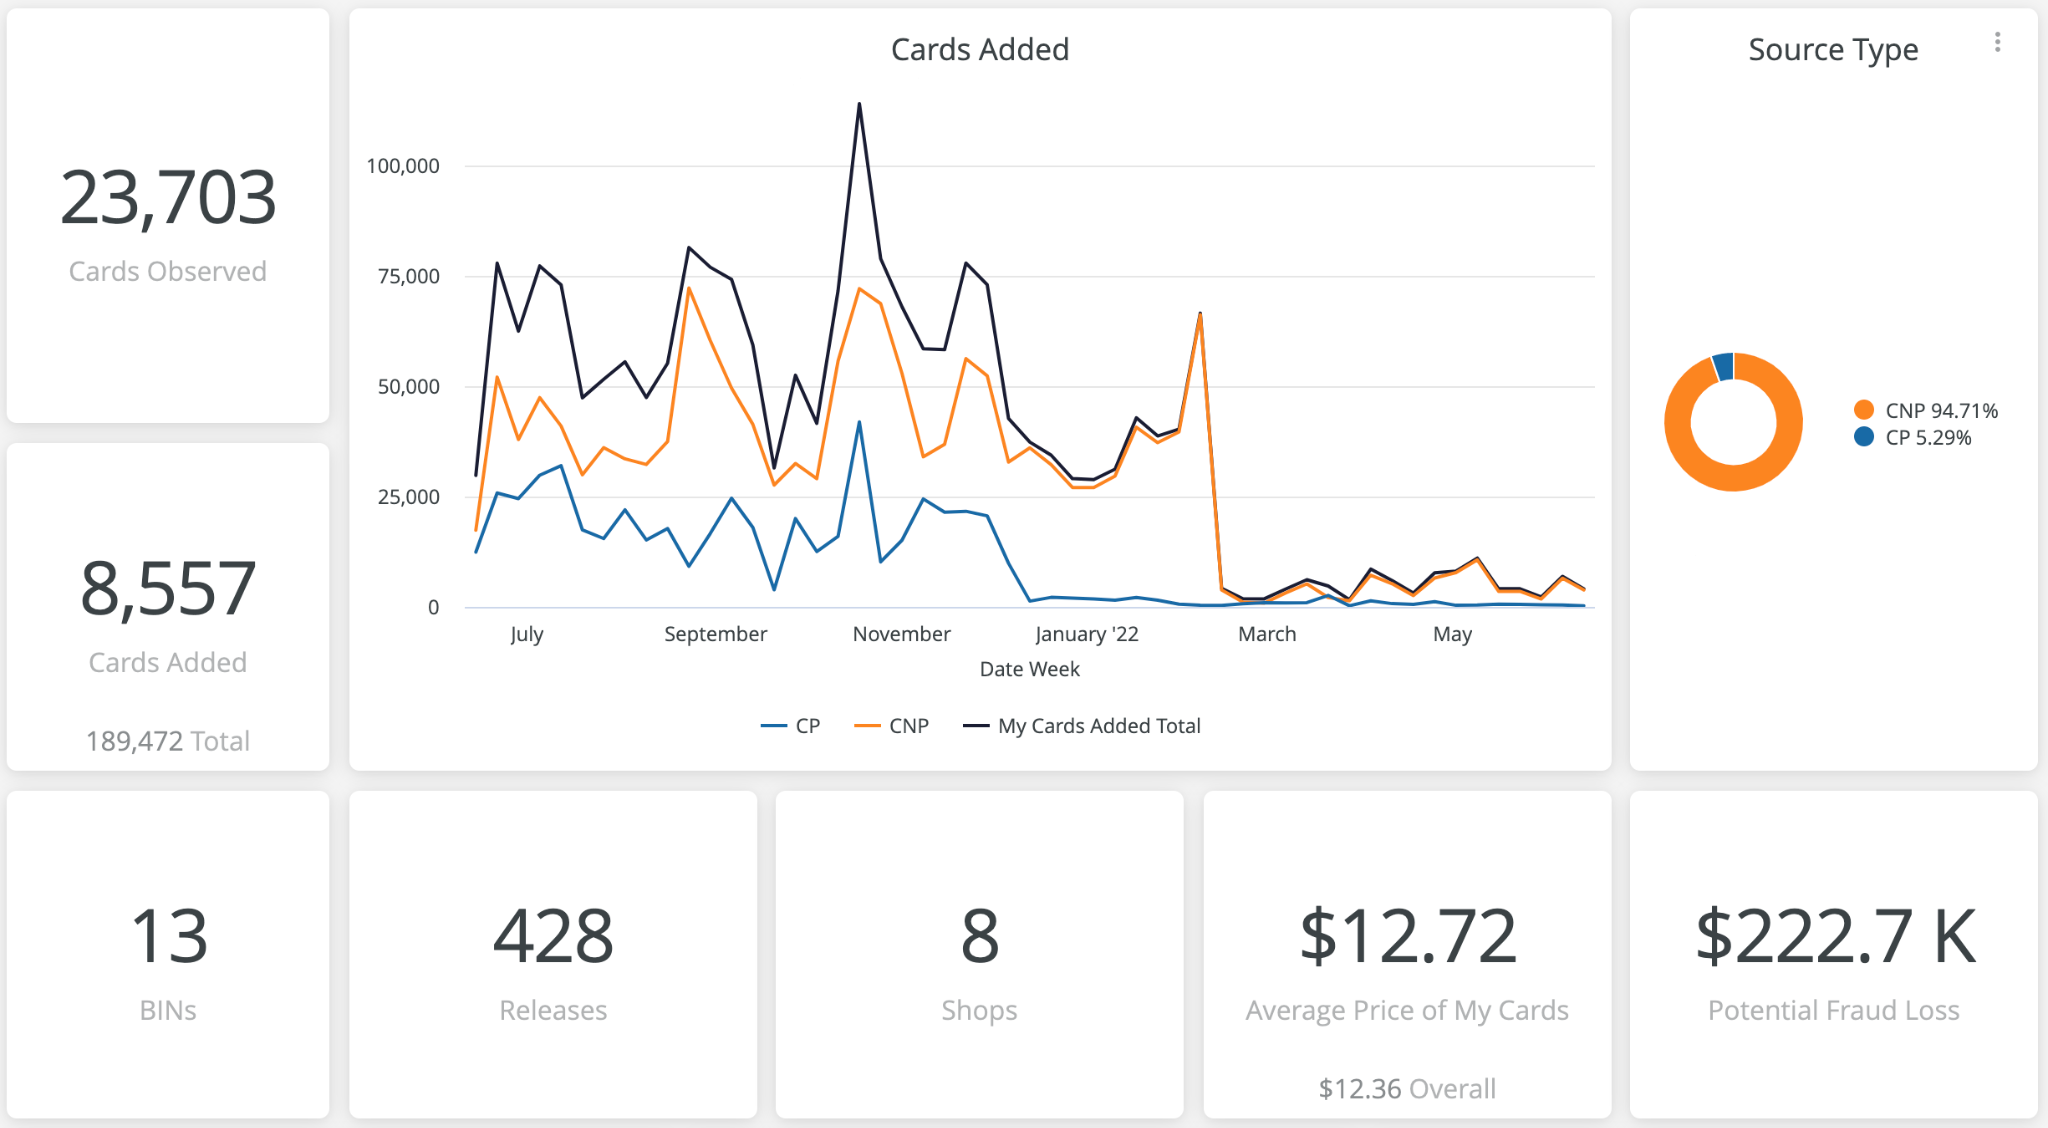 23,703
Cards Observed
8,557
Cards Added
189,472 Total
Cards Added
100,000
75,000
50,000
25,000
0
July September November January '22 March May
Date Week
CP CNP My Cards Added Total
Source Type
CNP 94.71%
CP 5.29%
13
BINs
428
Releases
8
Shops
$12.72
Average Price of My Cards
$12.36 Overall
$222.7 K
Potential Fraud Loss